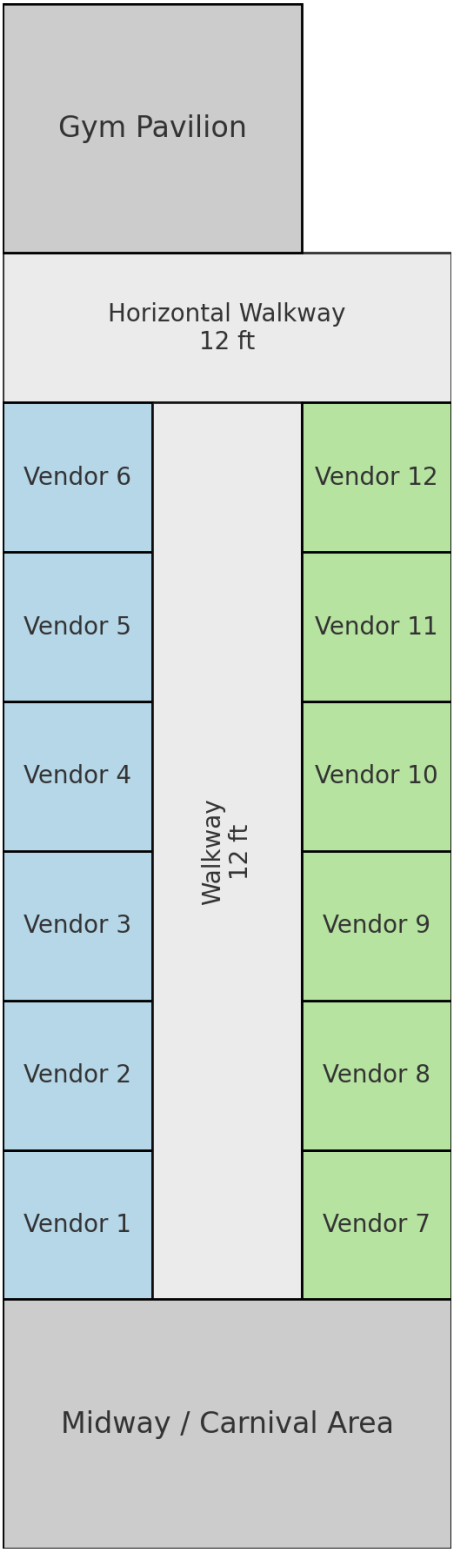 Gym Pavilion
Horizontal Walkway
12 ft
Vendor 6
Vendor 12
Vendor 5
Vendor 11
Vendor 4
Vendor 10
Walkway
12 ft
Vendor 3
Vendor 9
Vendor 2
Vendor 8
Vendor 1
Vendor 7
Midway / Carnival Area